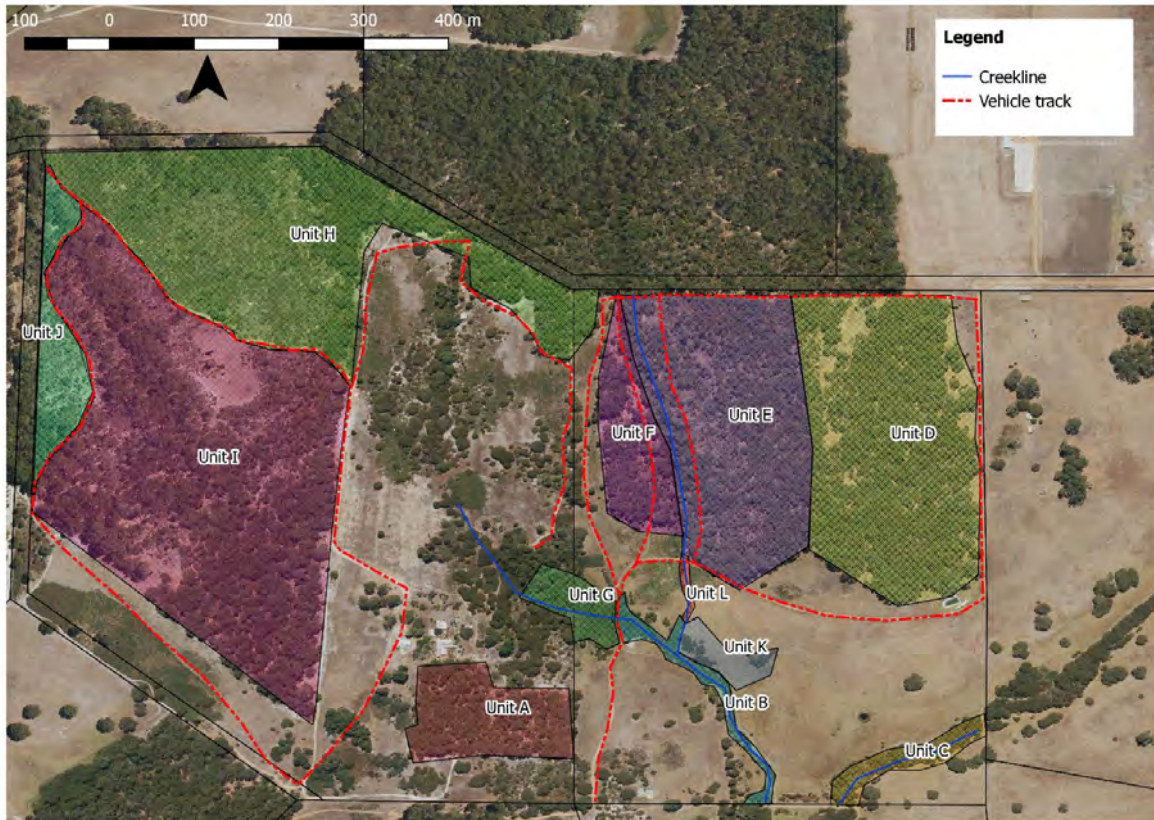 100 0 100 200 300 400 m
Legend
Creekline
Vehicle track
Unit H
Unit J
Unit I
Unit F
Unit E
Unit D
Unit G
Unit L
Unit K
Unit B
Unit A
Unit C